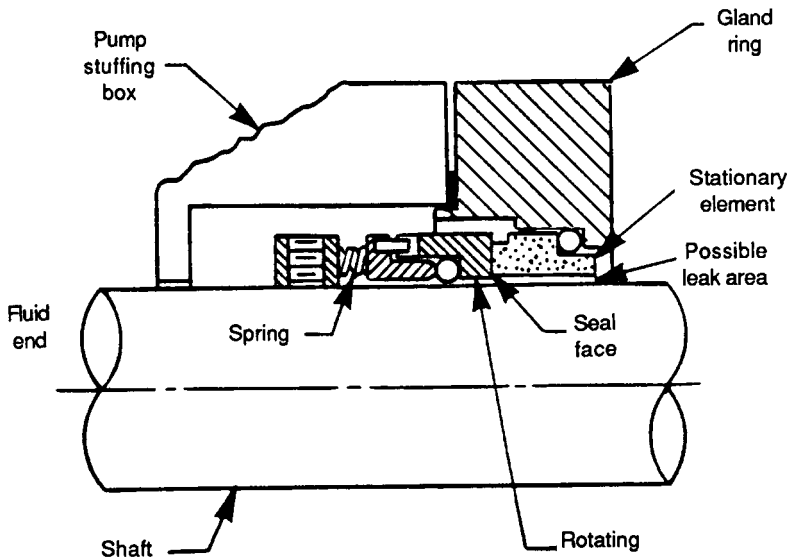 Pump
stuffing
box
Gland
ring
Stationary
element
Possible
leak area
Fluid
end
Spring
Seal
face
Shaft
Rotating